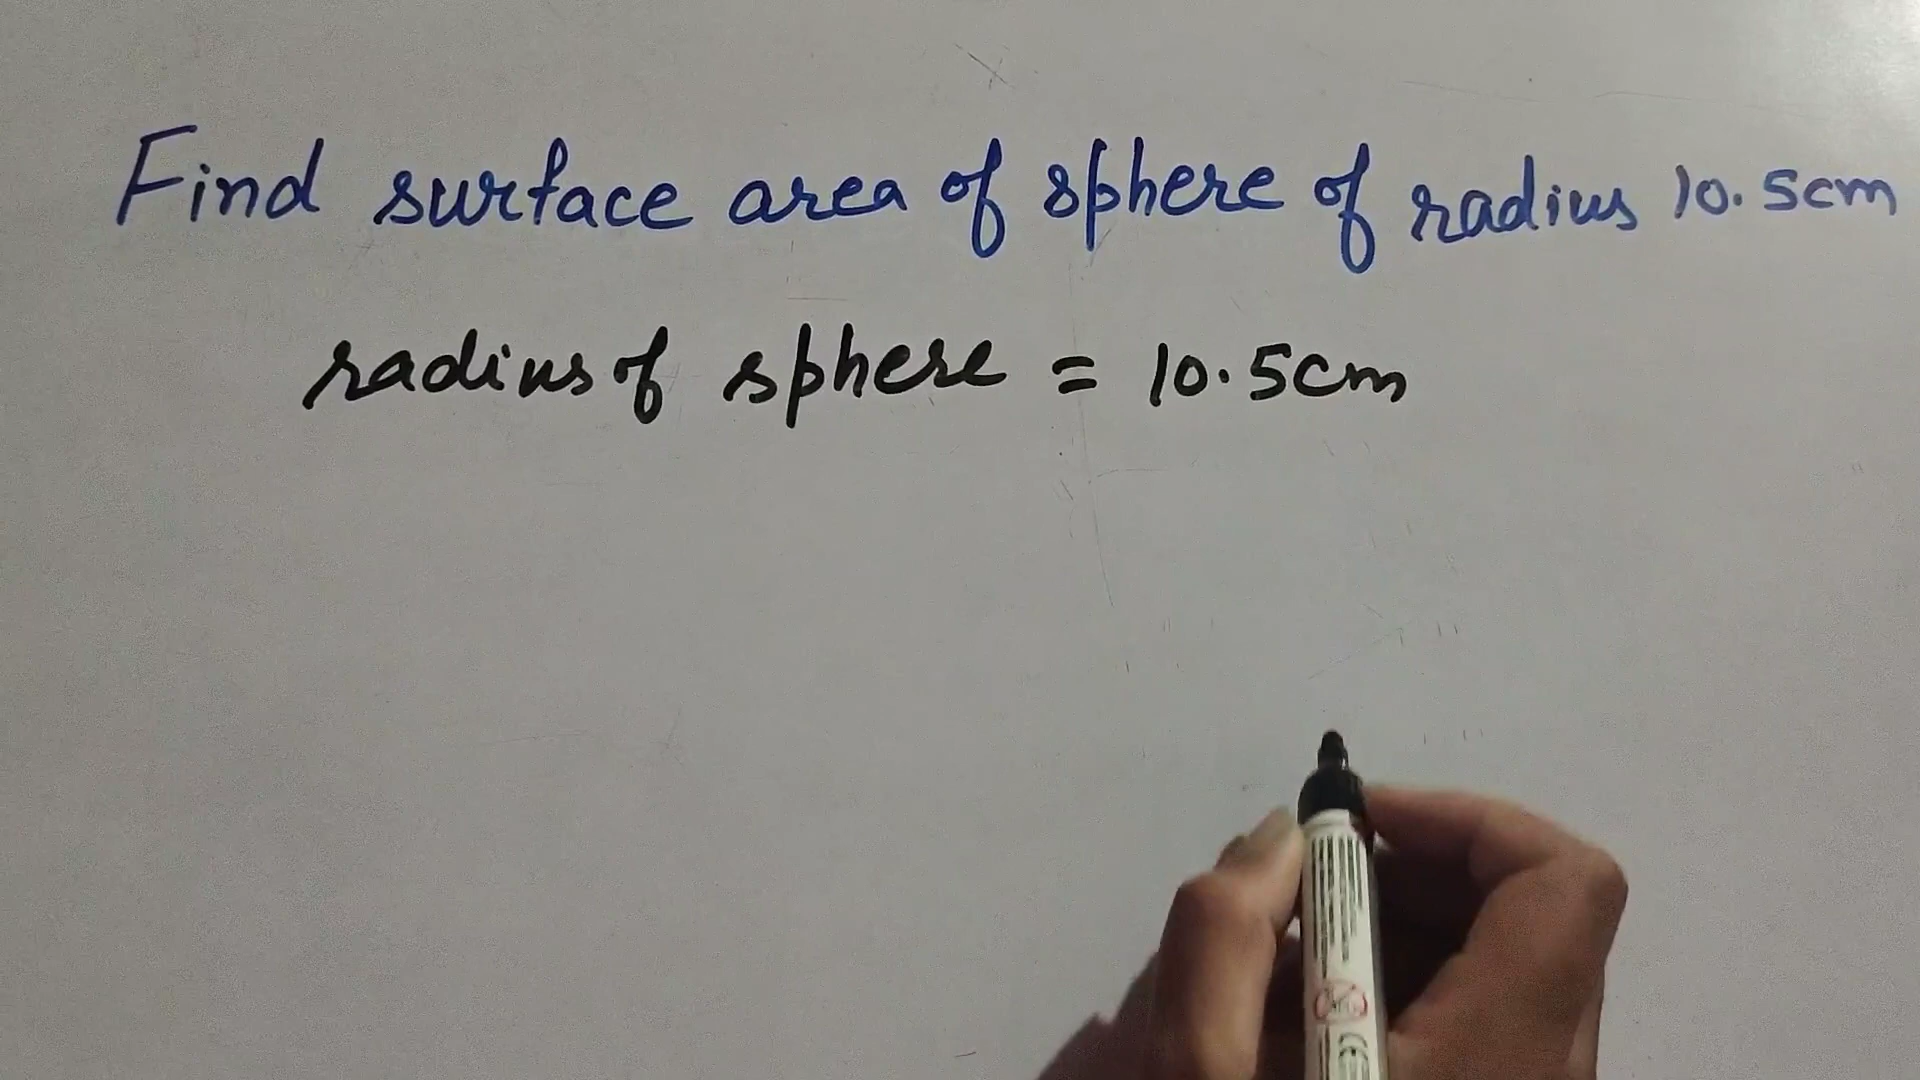 Find surface area of sphere of radius 10.5cm
radius of sphere = 10.5cm